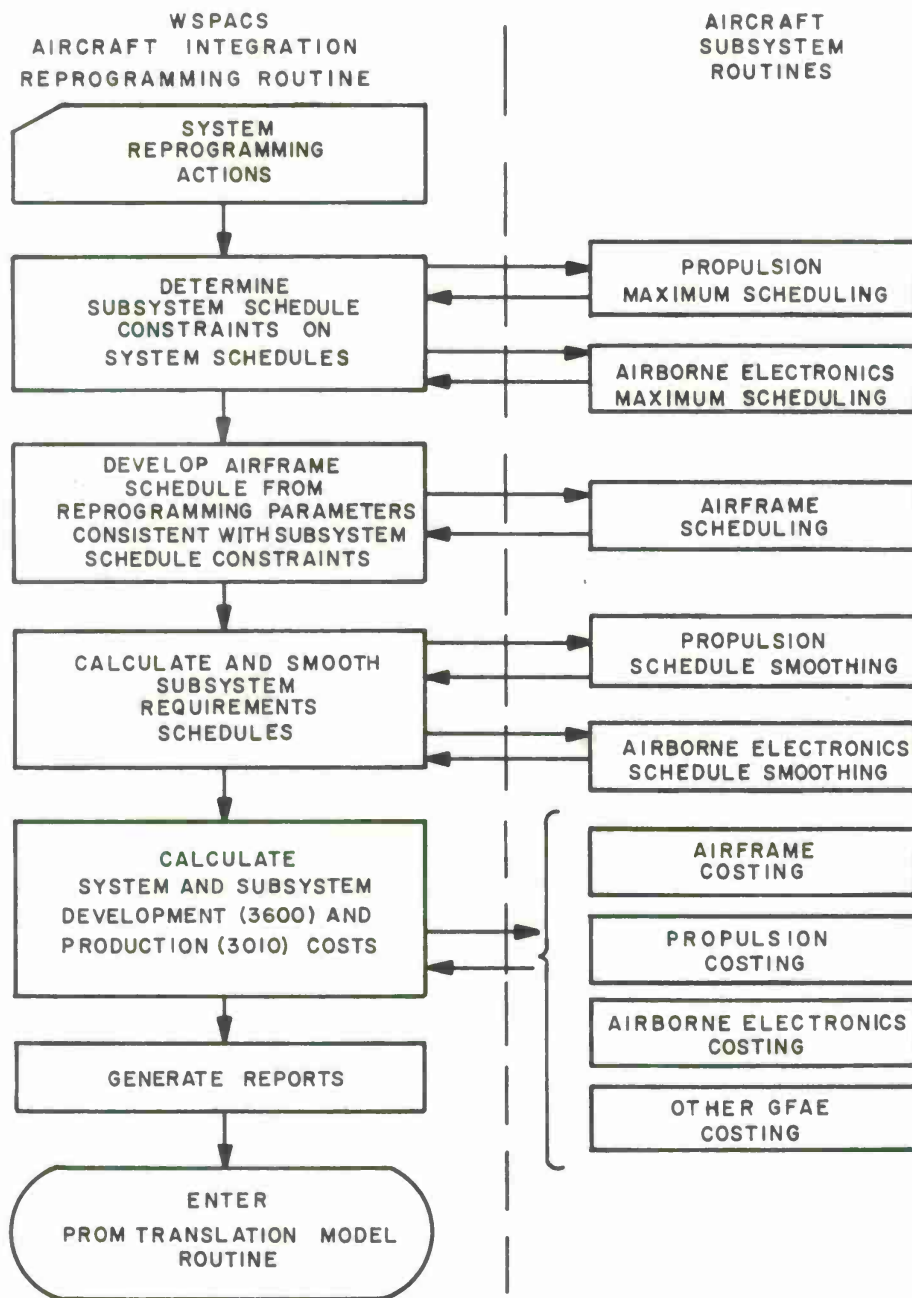 WSPACS
AIRCRAFT INTEGRATION
REPROGRAMMING ROUTINE
AIRCRAFT
SUBSYSTEM
ROUTINES
SYSTEM
REPROGRAMMING
ACTIONS
DETERMINE
SUBSYSTEM SCHEDULE
CONSTRAINTS ON
SYSTEM SCHEDULES
PROPULSION
MAXIMUM SCHEDULING
AIRBORNE ELECTRONICS
MAXIMUM SCHEDULING
DEVELOP AIRFRAME
SCHEDULE FROM
REPROGRAMMING PARAMETERS
CONSISTENT WITH SUBSYSTEM
SCHEDULE CONSTRAINTS
AIRFRAME
SCHEDULING
CALCULATE AND SMOOTH
SUBSYSTEM
REQUIREMENTS
SCHEDULES
PROPULSION
SCHEDULE SMOOTHING
AIRBORNE ELECTRONICS
SCHEDULE SMOOTHING
CALCULATE
SYSTEM AND SUBSYSTEM
DEVELOPMENT (3600) AND
PRODUCTION (3010) COSTS
AIRFRAME
COSTING
PROPULSION
COSTING
AIRBORNE ELECTRONICS
COSTING
OTHER GFAE
COSTING
GENERATE REPORTS
ENTER
PROM TRANSLATION MODEL
ROUTINE